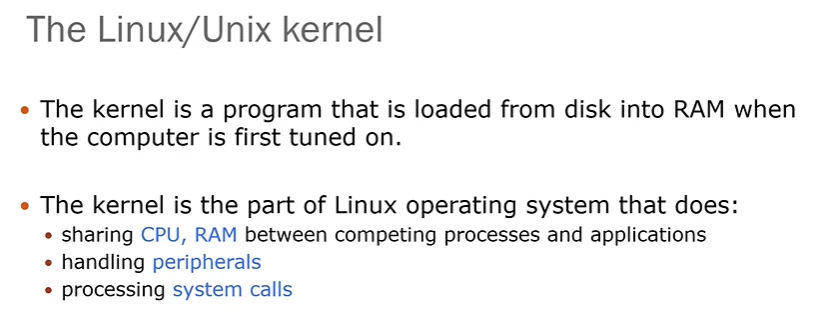 The Linux/Unix kernel
• The kernel is a program that is loaded from disk into RAM when
the computer is first tuned on.
• The kernel is the part of Linux operating system that does:
• sharing CPU, RAM between competing processes and applications
• handling peripherals
• processing system calls